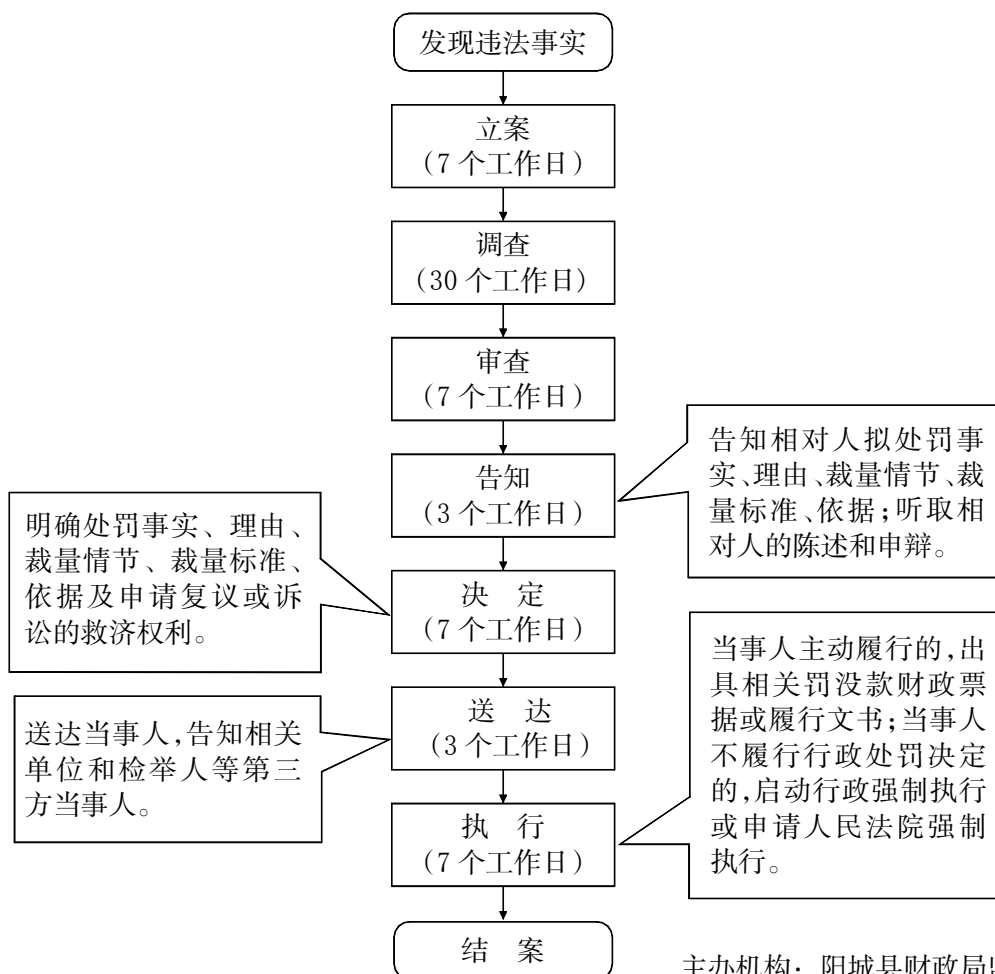 发现违法事实
立案
（7 个工作日）
调查
（30 个工作日）
审查
（7 个工作日）
告知
（3 个工作日）
告知相对人拟处罚事
实、理由、裁量情节、裁
量标准、依据；听取相
对人的陈述和申辩。
明确处罚事实、理由、
裁量情节、裁量标准、
依据及申请复议或诉
讼的救济权利。
决　定
（7 个工作日）
送　达
（3 个工作日）
送达当事人，告知相关
单位和检举人等第三
方当事人。
当事人主动履行的，出
具相关罚没款财政票
据或履行文书；当事人
不履行行政处罚决定
的，启动行政强制执行
或申请人民法院强制
执行。
执　行
（7 个工作日）
结　案
主办机构：阳城县财政局